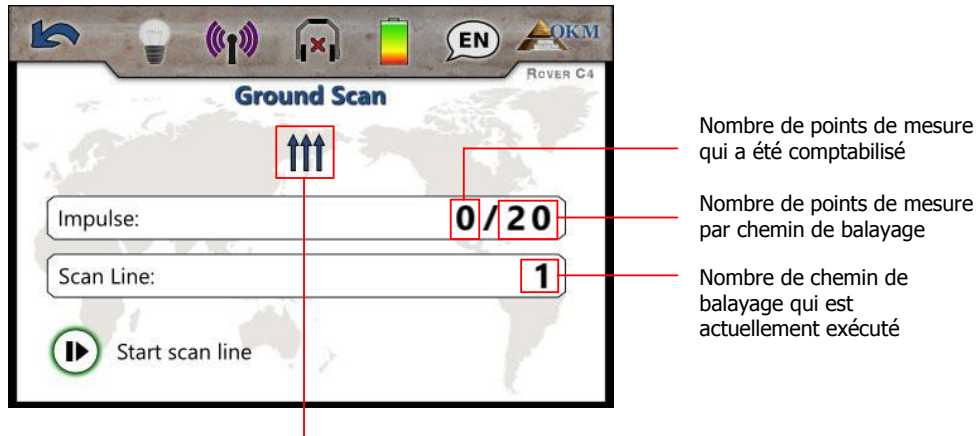 EN
OKM
ROVER C4
Ground Scan
Impulse:
0/20
Scan Line:
1
Start scan line
Nombre de points de mesure
qui a été comptabilisé
Nombre de points de mesure
par chemin de balayage
Nombre de chemin de
balayage qui est
actuellement exécuté